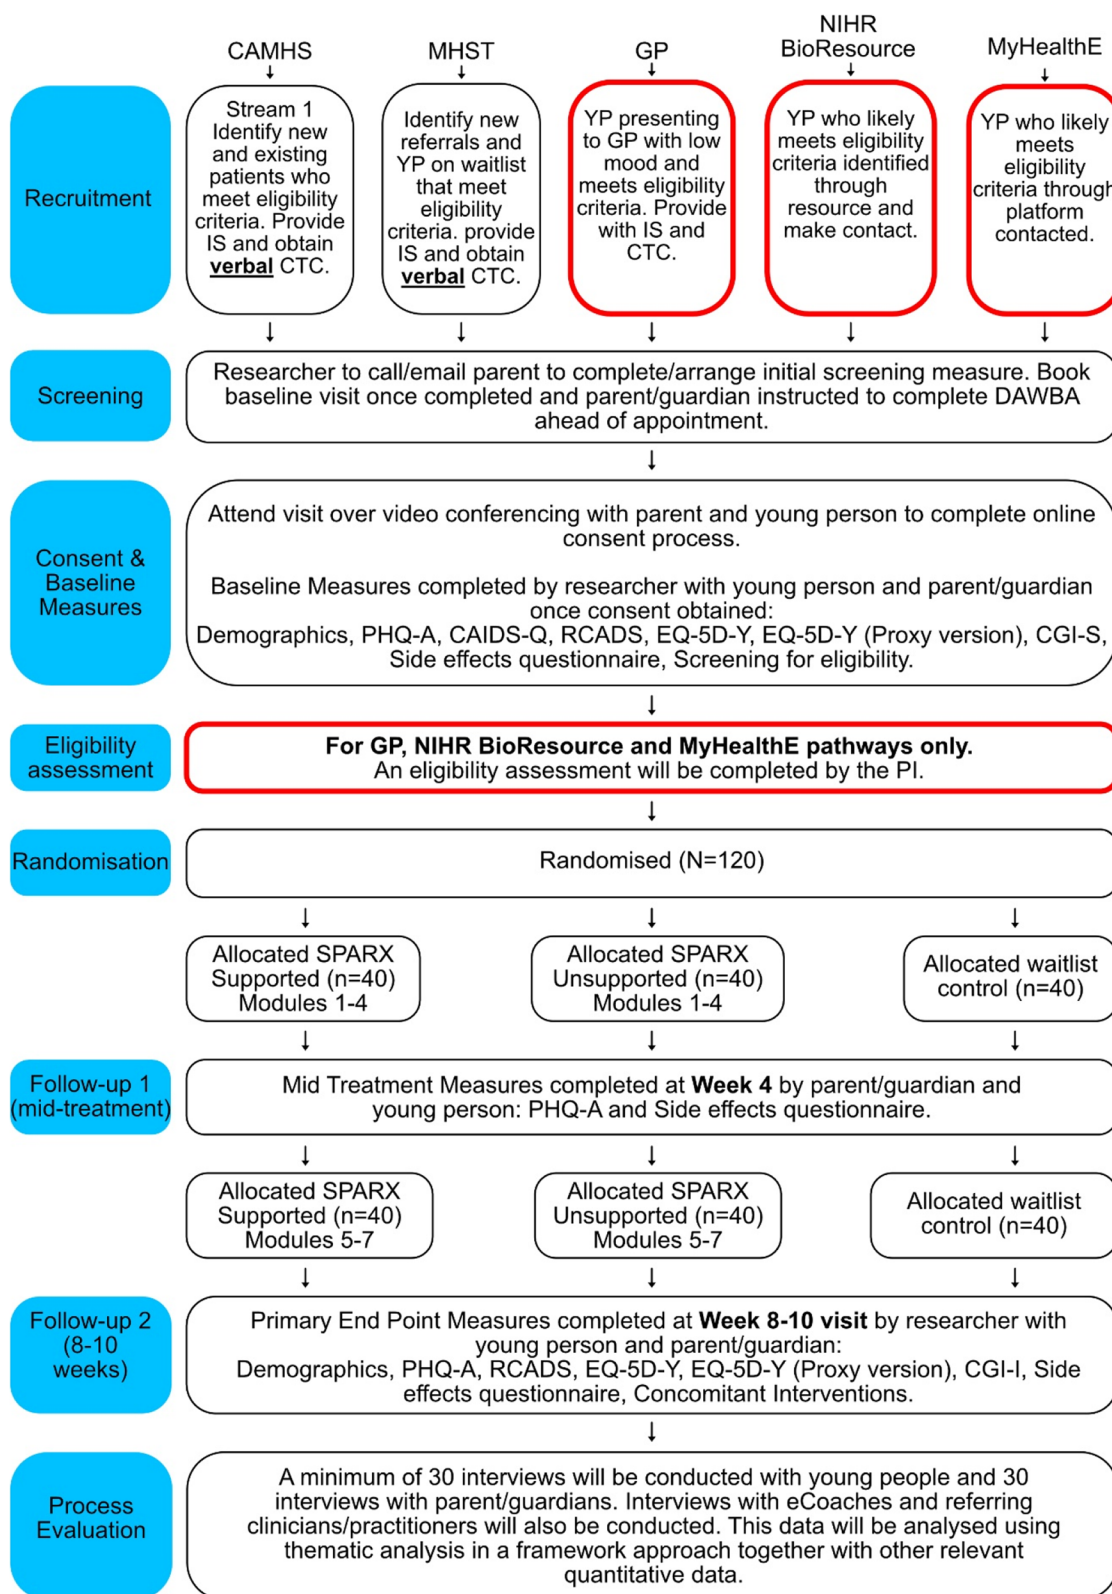 CAMHS
MHST
GP
NIHR
BioResource
MyHealthE
Recruitment
Stream 1
Identify new
and existing
patients who
meet eligibility
criteria. Provide
IS and obtain
verbal CTC.
Identify new
referrals and
YP on waitlist
that meet
eligibility
criteria. provide
IS and obtain
verbal CTC.
YP presenting
to GP with low
mood and
meets eligibility
criteria. Provide
with IS and
CTC.
YP who likely
meets eligibility
criteria identified
through
resource and
make contact.
YP who likely
meets
eligibility
criteria through
platform
contacted.
Screening
Researcher to call/email parent to complete/arrange initial screening measure. Book
baseline visit once completed and parent/guardian instructed to complete DAWBA
ahead of appointment.
Consent &
Baseline
Measures
Attend visit over video conferencing with parent and young person to complete online
consent process.
Baseline Measures completed by researcher with young person and parent/guardian
once consent obtained:
Demographics, PHQ-A, CAIDS-Q, RCADS, EQ-5D-Y, EQ-5D-Y (Proxy version), CGI-S,
Side effects questionnaire, Screening for eligibility.
Eligibility
assessment
For GP, NIHR BioResource and MyHealthE pathways only.
An eligibility assessment will be completed by the PI.
Randomisation
Randomised (N=120)
Allocated SPARX
Supported (n=40)
Modules 1-4
Allocated SPARX
Unsupported (n=40)
Modules 1-4
Allocated waitlist
control (n=40)
Follow-up 1
(mid-treatment)
Mid Treatment Measures completed at Week 4 by parent/guardian and
young person: PHQ-A and Side effects questionnaire.
Allocated SPARX
Supported (n=40)
Modules 5-7
Allocated SPARX
Unsupported (n=40)
Modules 5-7
Allocated waitlist
control (n=40)
Follow-up 2
(8-10
weeks)
Primary End Point Measures completed at Week 8-10 visit by researcher with
young person and parent/guardian:
Demographics, PHQ-A, RCADS, EQ-5D-Y, EQ-5D-Y (Proxy version), CGI-I, Side
effects questionnaire, Concomitant Interventions.
Process
Evaluation
A minimum of 30 interviews will be conducted with young people and 30
interviews with parent/guardians. Interviews with eCoaches and referring
clinicians/practitioners will also be conducted. This data will be analysed using
thematic analysis in a framework approach together with other relevant
quantitative data.